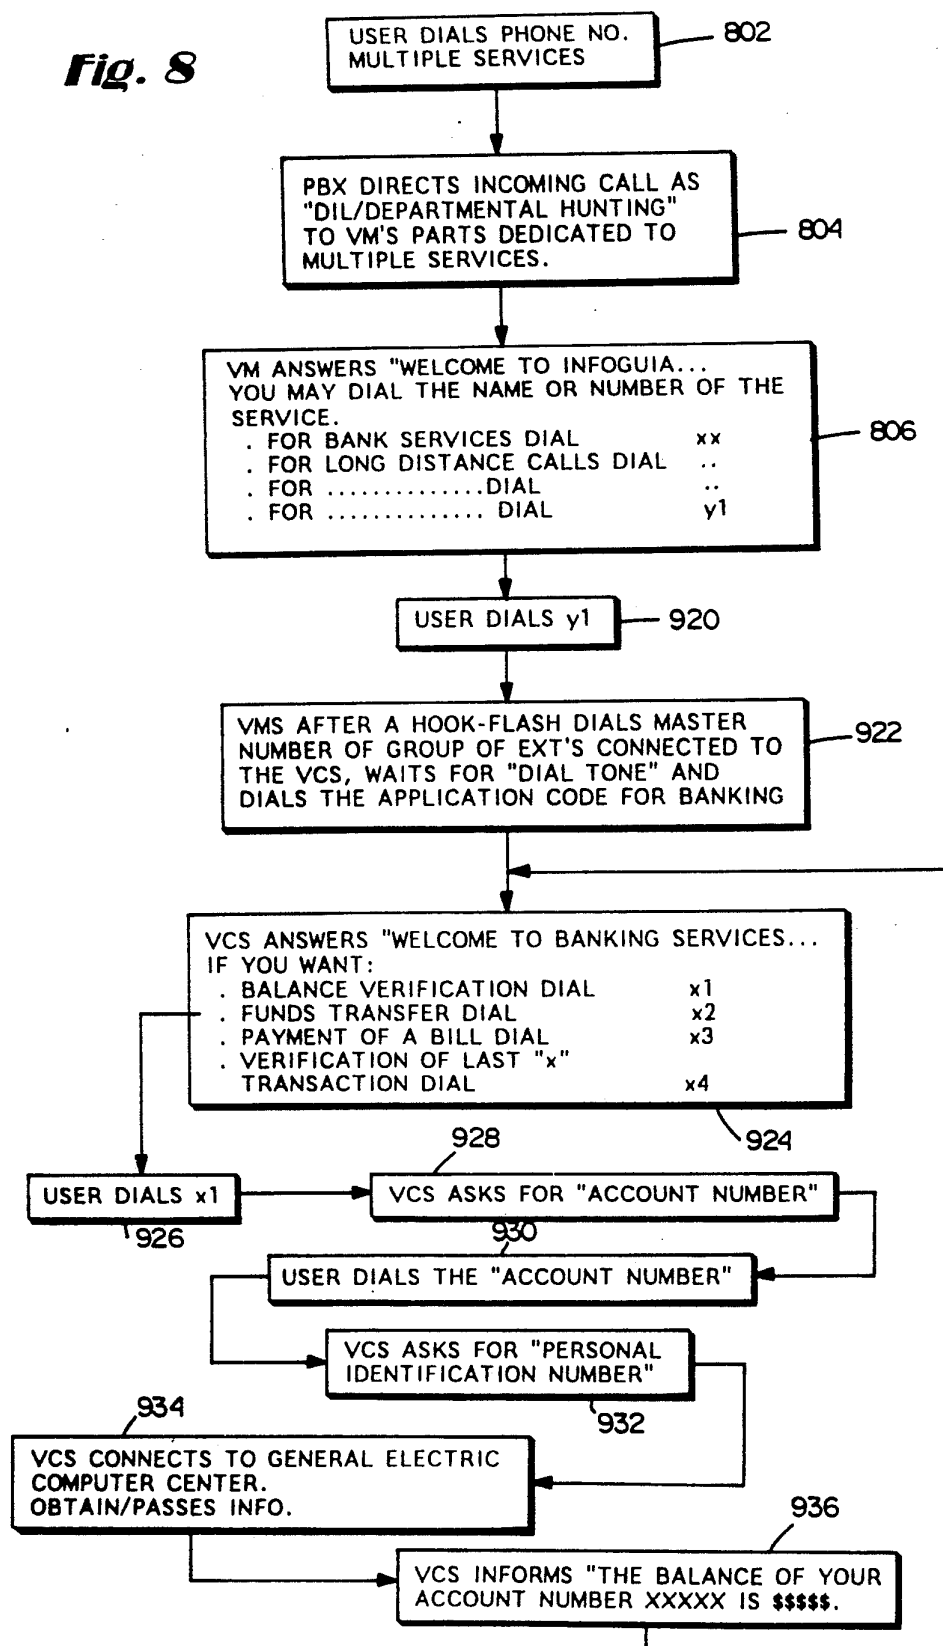 Fig. 8
USER DIALS PHONE NO.
MULTIPLE SERVICES
802
PBX DIRECTS INCOMING CALL AS
"DIL/DEPARTMENTAL HUNTING"
TO VM'S PARTS DEDICATED TO
MULTIPLE SERVICES.
804
VM ANSWERS "WELCOME TO INFOGUIA...
YOU MAY DIAL THE NAME OR NUMBER OF THE
SERVICE.
. FOR BANK SERVICES DIAL xx
. FOR LONG DISTANCE CALLS DIAL ..
. FOR ..............DIAL ..
. FOR .............. DIAL y1
806
USER DIALS y1
920
VMS AFTER A HOOK-FLASH DIALS MASTER
NUMBER OF GROUP OF EXT'S CONNECTED TO
THE VCS, WAITS FOR "DIAL TONE" AND
DIALS THE APPLICATION CODE FOR BANKING
922
VCS ANSWERS "WELCOME TO BANKING SERVICES...
IF YOU WANT:
. BALANCE VERIFICATION DIAL x1
. FUNDS TRANSFER DIAL x2
. PAYMENT OF A BILL DIAL x3
. VERIFICATION OF LAST "x"
TRANSACTION DIAL x4
924
USER DIALS x1
926
928
VCS ASKS FOR "ACCOUNT NUMBER"
930
USER DIALS THE "ACCOUNT NUMBER"
VCS ASKS FOR "PERSONAL
IDENTIFICATION NUMBER"
932
934
VCS CONNECTS TO GENERAL ELECTRIC
COMPUTER CENTER.
OBTAIN/PASSES INFO.
936
VCS INFORMS "THE BALANCE OF YOUR
ACCOUNT NUMBER XXXXX IS $$$$$.